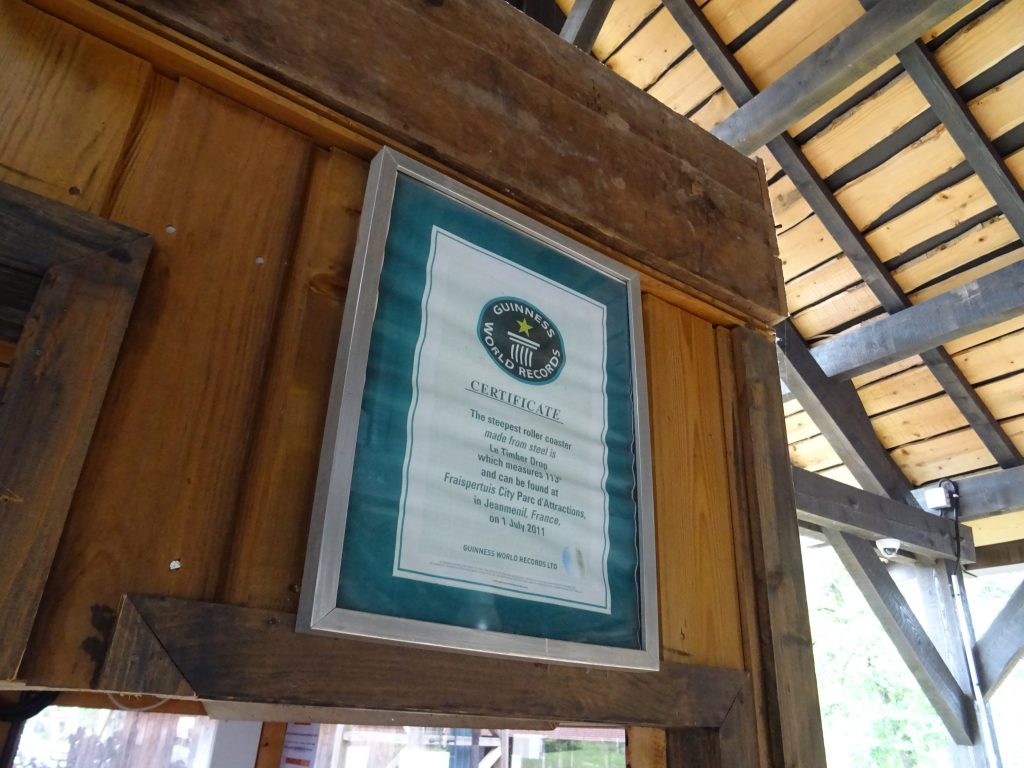 GUINNESS
WORLD RECORDS
CERTIFICATE
The steepest roller coaster
made from steel is
Le Timber Drop
which measures 113°
and can be found at
Fraispertuis City Parc d'Attractions,
in Jeanmenil, France,
on 1 July 2011
GUINNESS WORLD RECORDS LTD